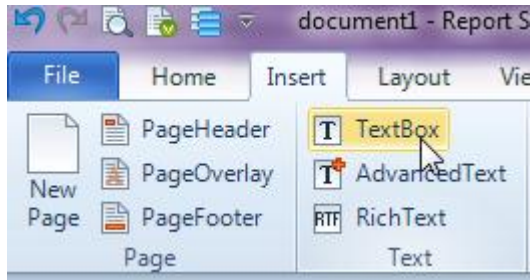 document1 - Report S
File Home Insert Layout Vie
New Page
PageHeader
PageOverlay
PageFooter
Page
T TextBox
T AdvancedText
RTF RichText
Text